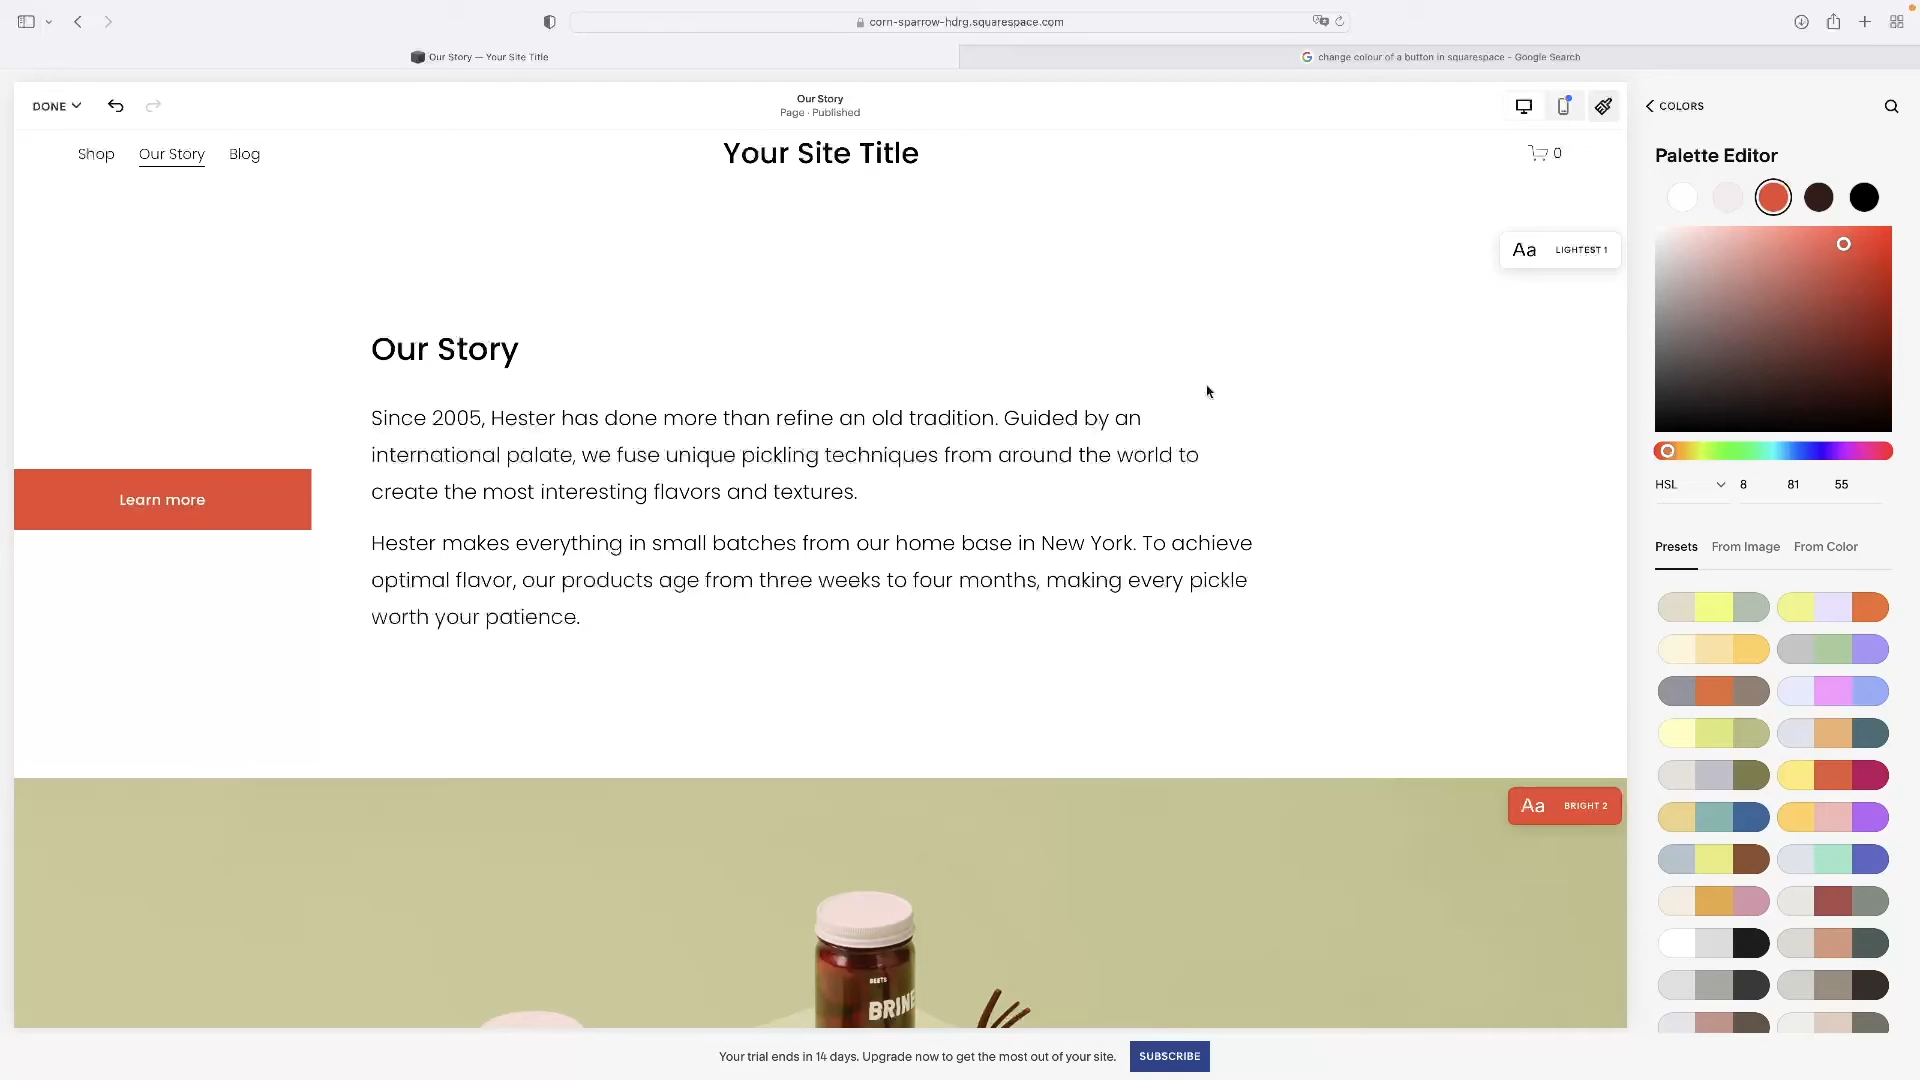 corn-sparrow-hdrg.squarespace.com
Our Story — Your Site Title
change colour of a button in squarespace - Google Search
DONE
Our Story
Page · Published
COLORS
Shop
Our Story
Blog
Your Site Title
0
Palette Editor
Aa LIGHTEST 1
Our Story
Since 2005, Hester has done more than refine an old tradition. Guided by an
international palate, we fuse unique pickling techniques from around the world to
create the most interesting flavors and textures.
Learn more
Hester makes everything in small batches from our home base in New York. To achieve
optimal flavor, our products age from three weeks to four months, making every pickle
worth your patience.
HSL 8 81 55
Presets From Image From Color
Aa BRIGHT 2
BEETS
BRINE
Your trial ends in 14 days. Upgrade now to get the most out of your site.
SUBSCRIBE